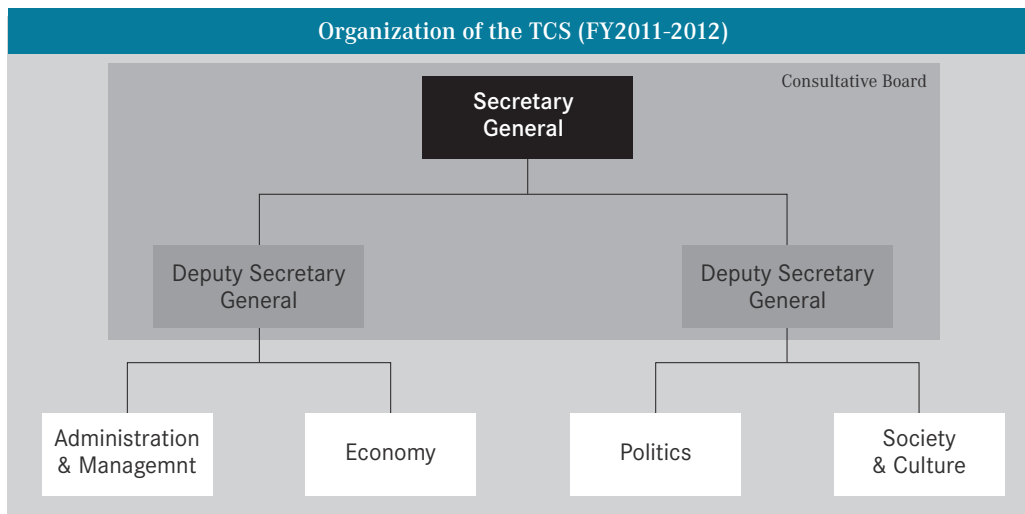 Organization of the TCS (FY2011-2012)
Consultative Board
Secretary
General
Deputy Secretary
General
Deputy Secretary
General
Administration
& Managemnt
Economy
Politics
Society
& Culture